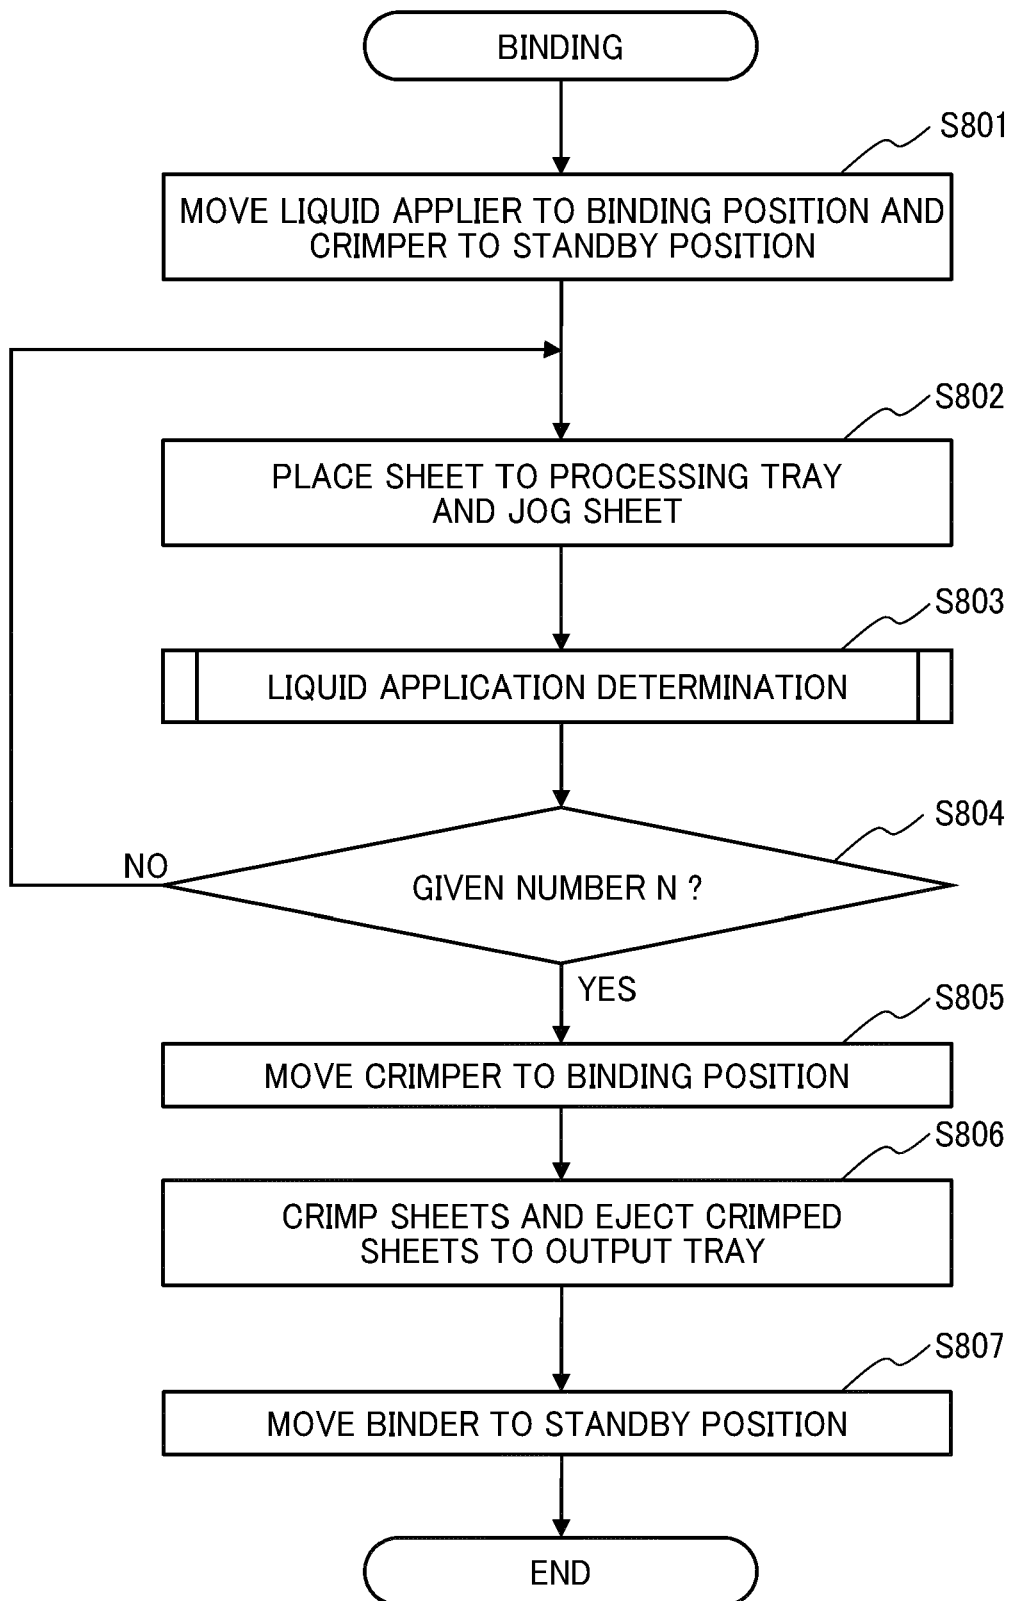 BINDING
S801
MOVE LIQUID APPLIER TO BINDING POSITION AND
CRIMPER TO STANDBY POSITION
S802
PLACE SHEET TO PROCESSING TRAY
AND JOG SHEET
S803
LIQUID APPLICATION DETERMINATION
S804
NO
GIVEN NUMBER N ?
YES
S805
MOVE CRIMPER TO BINDING POSITION
S806
CRIMP SHEETS AND EJECT CRIMPED
SHEETS TO OUTPUT TRAY
S807
MOVE BINDER TO STANDBY POSITION
END